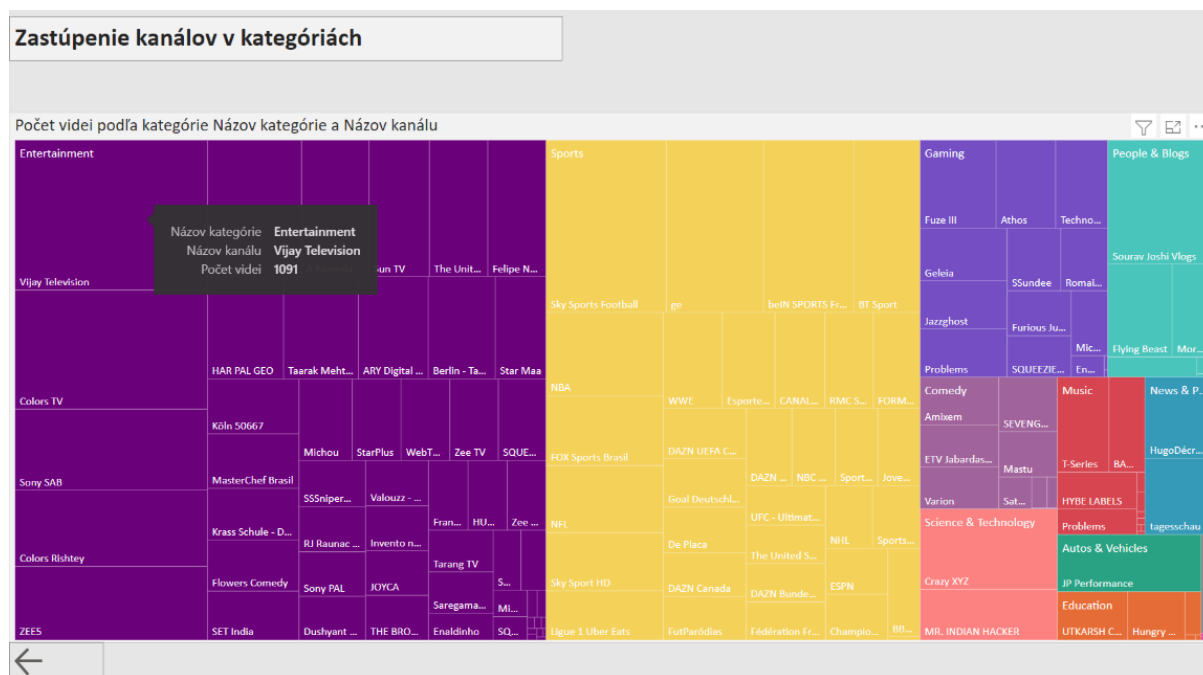 Zastúpenie kanálov v kategóriách
Počet videi podľa kategórie Názov kategórie a Názov kanálu
Entertainment
Vijay Television
Colors TV
Sony SAB
Colors Rishtey
ZEE5
Názov kategórie Entertainment
Názov kanálu Vijay Television
Počet videi 1091
The Unit...
Felipe N...
HAR PAL GEO
Taarak Meht...
ARY Digital ...
Berlin - Ta...
Star Maa
Köln 50667
MasterChef Brasil
Krass Schule - D...
Flowers Comedy
SET India
Michou
StarPlus
WebT...
Zee TV
SQUE...
SSSniper...
Valouzz - ...
RJ Raunac ...
Invento n...
Sony PAL
JOYCA
Dushyant ...
THE BRO...
Fran...
HU...
Zee ...
Tarang TV
Saregama...
Enaldinho
S...
Mi...
SQ...
Sports
Sky Sports Football
ge
beIN SPORTS Fr...
BT Sport
NBA
FOX Sports Brasil
NFL
Sky Sport HD
Ligue 1 Uber Eats
WWE
Esporte...
CANAL...
RMC S...
FORM...
DAZN UEFA C...
Goal Deutschl...
De Placa
DAZN Canada
FutParódias
DAZN ...
NBC ...
Sport...
Jove...
UFC - Ultimat...
The United S...
DAZN Bunde...
Fédération Fr...
NHL
Sports...
ESPN
Champio...
BB...
Gaming
Fuze III
Athos
Techno...
Geleia
Jazzghost
Problems
SSundee
Romai...
Furious Ju...
SQUEEZIE...
Mic...
En...
Comedy
Amixem
ETV Jabardas...
Varion
SEVENG...
Mastu
Sat...
Science & Technology
Crazy XYZ
MR. INDIAN HACKER
People & Blogs
Sourav Joshi Vlogs
Flying Beast
Mor...
Music
T-Series
BA...
HYBE LABELS
Problems
News & P...
HugoDécr...
tagesschau
Autos & Vehicles
JP Performance
Education
UTKARSH C...
Hungry ...